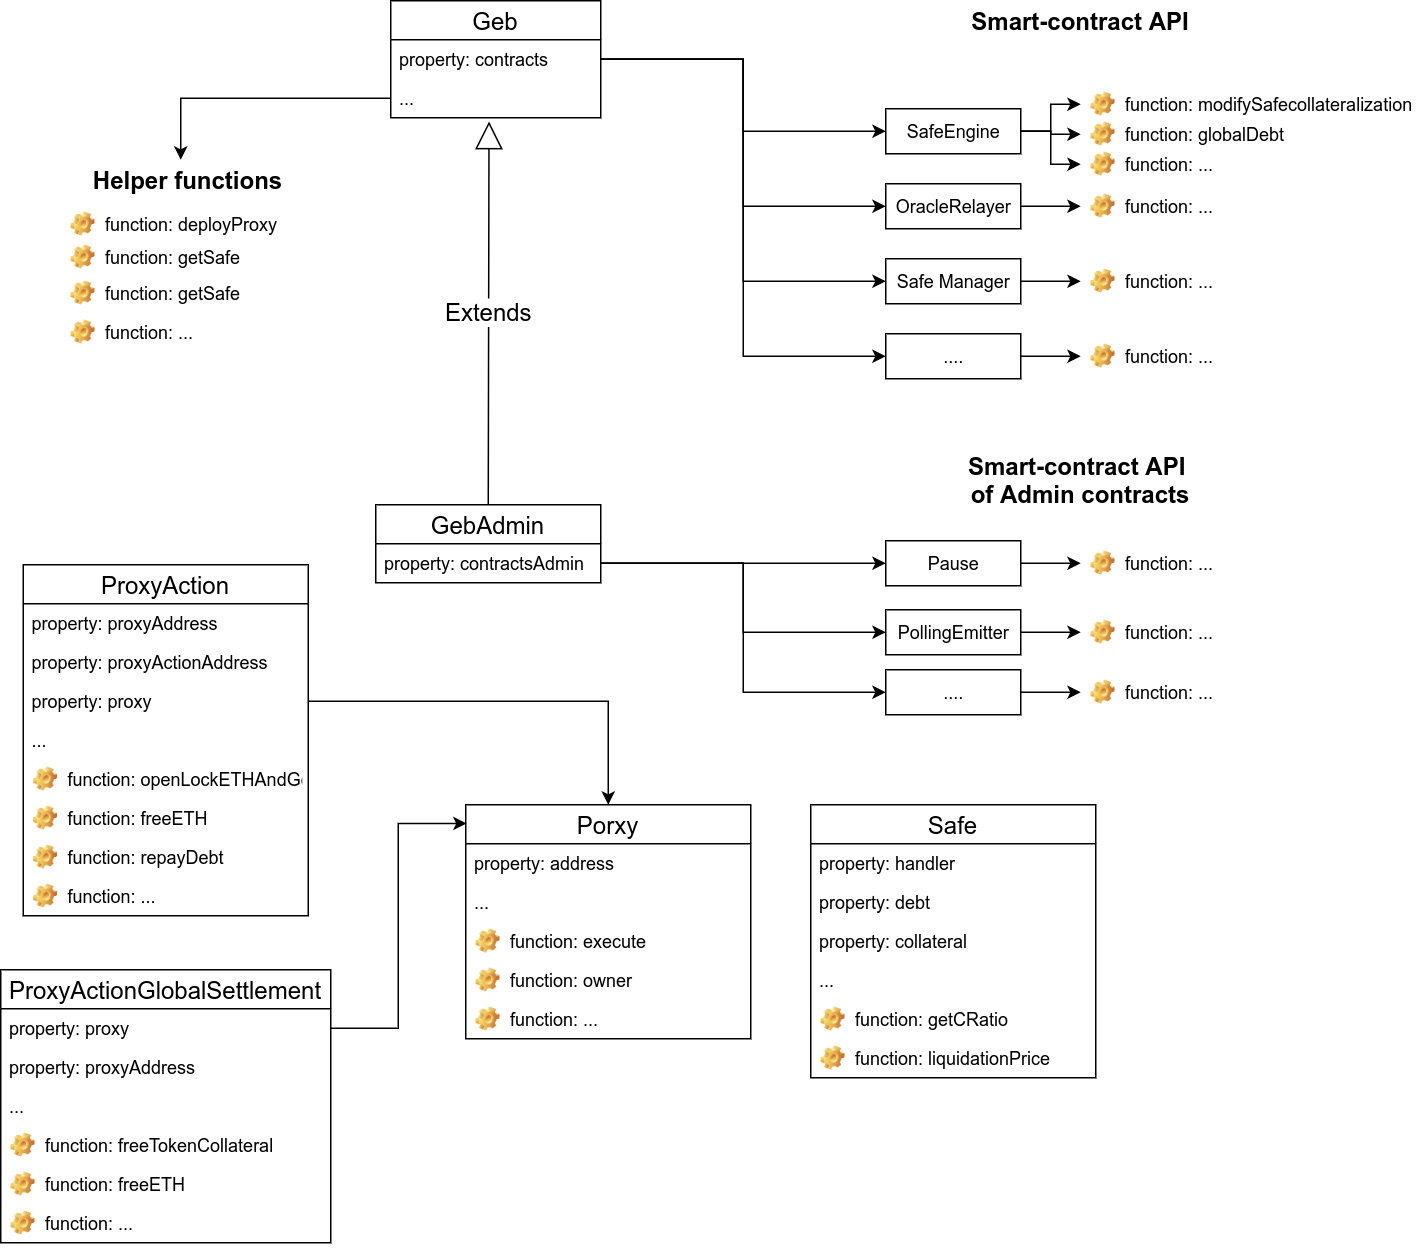 Geb
property: contracts
...
Helper functions
function: deployProxy
function: getSafe
function: getSafe
function: ...
Extends
Smart-contract API
SafeEngine
function: modifySafecollateralization
function: globalDebt
function: ...
OracleRelayer
function: ...
Safe Manager
function: ...
....
function: ...
Smart-contract API
of Admin contracts
GebAdmin
property: contractsAdmin
Pause
function: ...
PollingEmitter
function: ...
....
function: ...
ProxyAction
property: proxyAddress
property: proxyActionAddress
property: proxy
...
function: openLockETHAndG
function: freeETH
function: repayDebt
function: ...
Porxy
property: address
...
function: execute
function: owner
function: ...
Safe
property: handler
property: debt
property: collateral
...
function: getCRatio
function: liquidationPrice
ProxyActionGlobalSettlement
property: proxy
property: proxyAddress
...
function: freeTokenCollateral
function: freeETH
function: ...